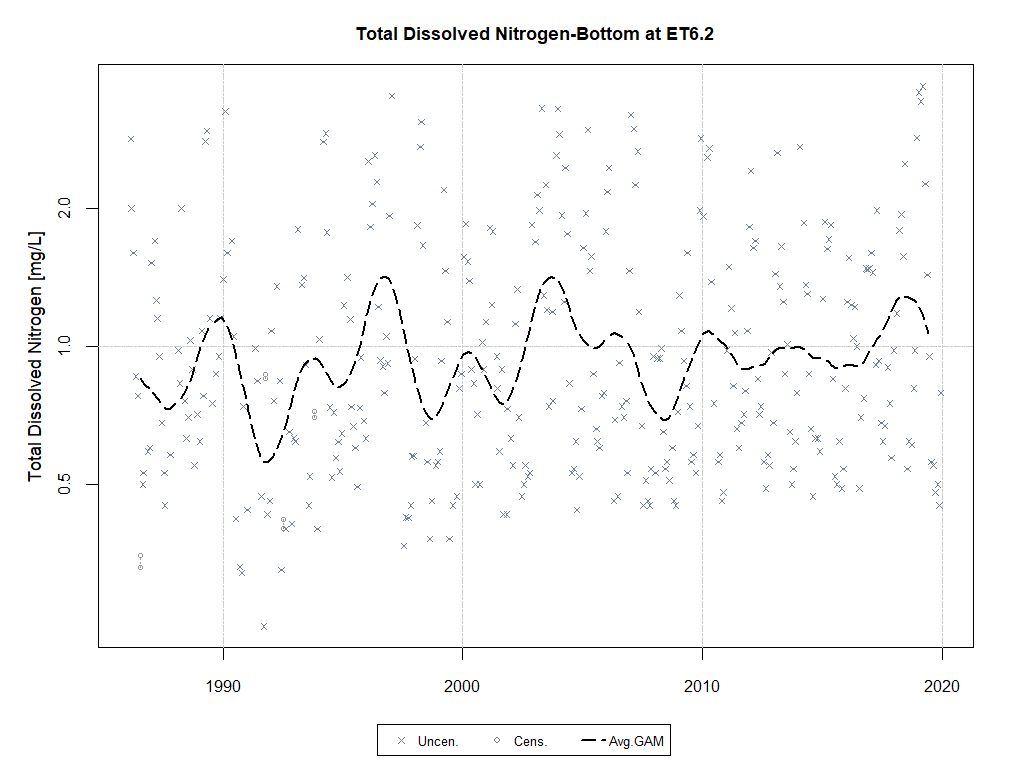 Total Dissolved Nitrogen-Bottom at ET6.2
Total Dissolved Nitrogen [mg/L]
2.0
1.0
0.5
1990 2000 2010 2020
Uncen. Cens. Avg.GAM